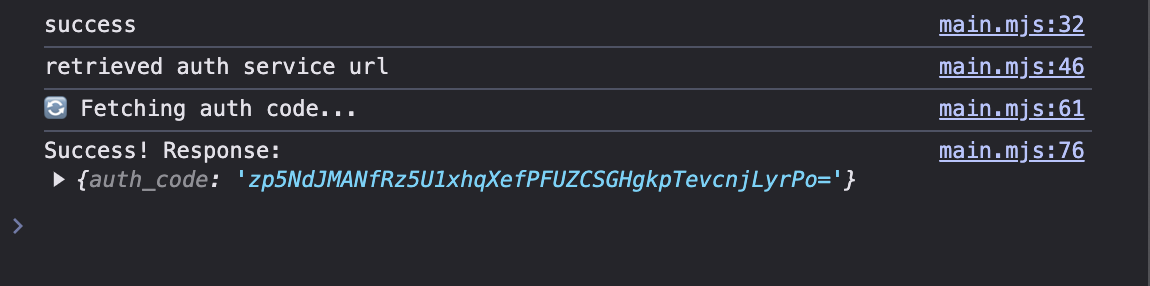 success main.mjs:32
retrieved auth service url main.mjs:46
🔄 Fetching auth code... main.mjs:61
Success! Response: main.mjs:76
▶ {auth_code: 'zp5NdJMANfRz5U1xhqXefPFUZCSGHgkpTevcnjLyrPo='}
>